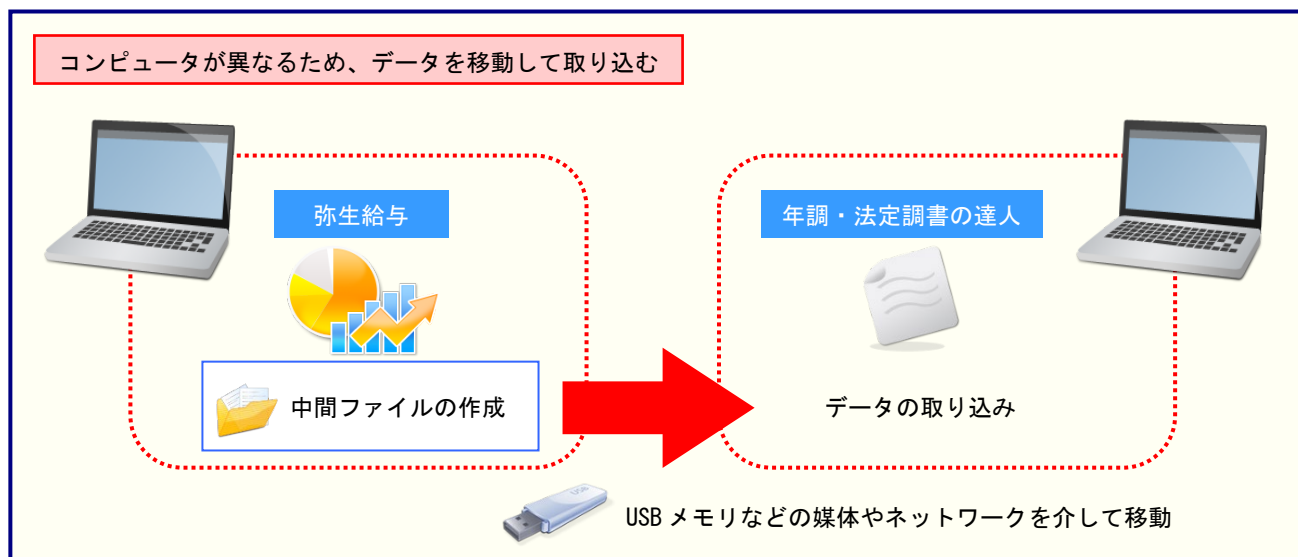 コンピュータが異なるため、データを移動して取り込む
弥生給与
年調・法定調書の達人
中間ファイルの作成
データの取り込み
USB
USB メモリなどの媒体やネットワークを介して移動